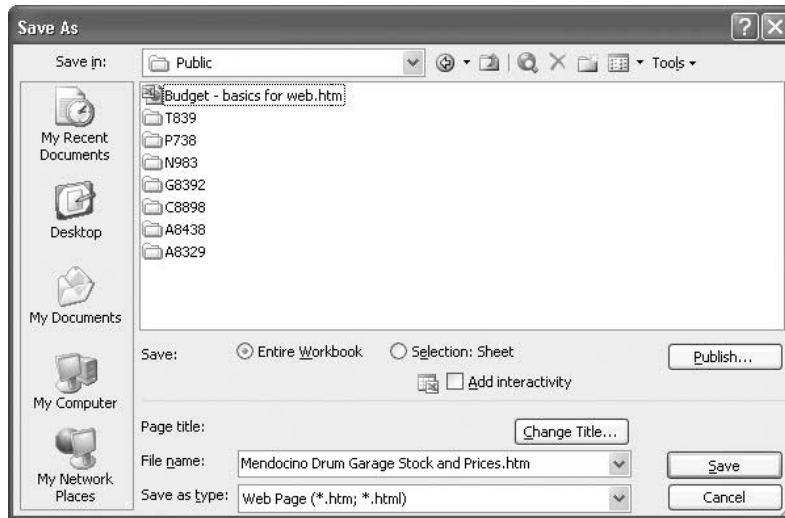 Save As
Save in:
Public
Tools
My Recent
Documents
Desktop
My Documents
My Computer
My Network
Places
Budget - basics for web.htm
T839
P738
N983
G8392
C8898
A8438
A8329
Save:
Entire Workbook
Selection: Sheet
Publish...
Add interactivity
Page title:
Change Title...
File name:
Mendocino Drum Garage Stock and Prices.htm
Save
Save as type:
Web Page (*.htm; *.html)
Cancel